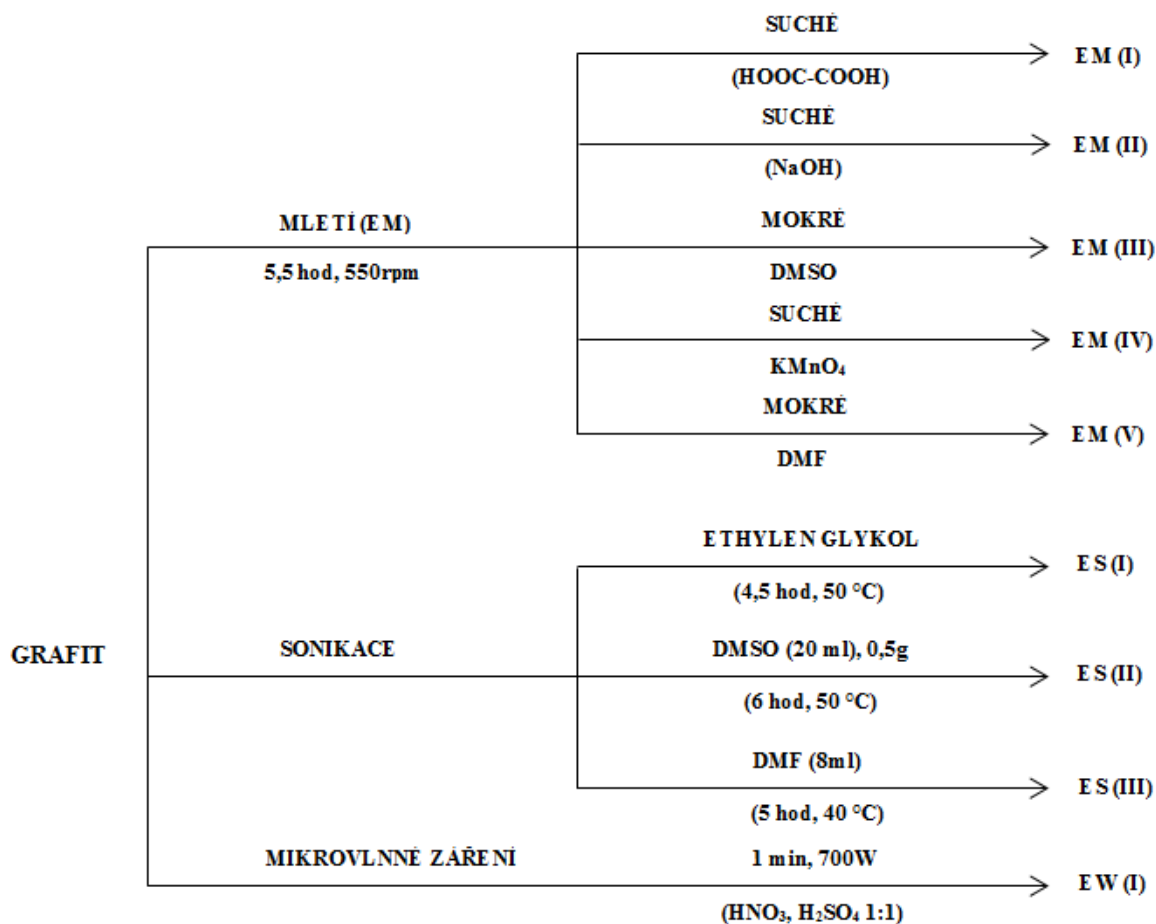 SUCHÉ
EM (I)
(HOOC-COOH)
SUCHÉ
EM (II)
(NaOH)
MLETÍ (EM)
MOKRÉ
EM (III)
5,5 hod, 550rpm
DMSO
SUCHÉ
EM (IV)
KMnO₄
MOKRÉ
EM (V)
DMF
ETHYLEN GLYKOL
ES (I)
(4,5 hod, 50 °C)
GRAFIT
SONIKACE
DMSO (20 ml), 0,5g
ES (II)
(6 hod, 50 °C)
DMF (8ml)
ES (III)
(5 hod, 40 °C)
MIKROVLNNÉ ZÁŘENÍ
1 min, 700W
EW (I)
(HNO₃, H₂SO₄ 1:1)